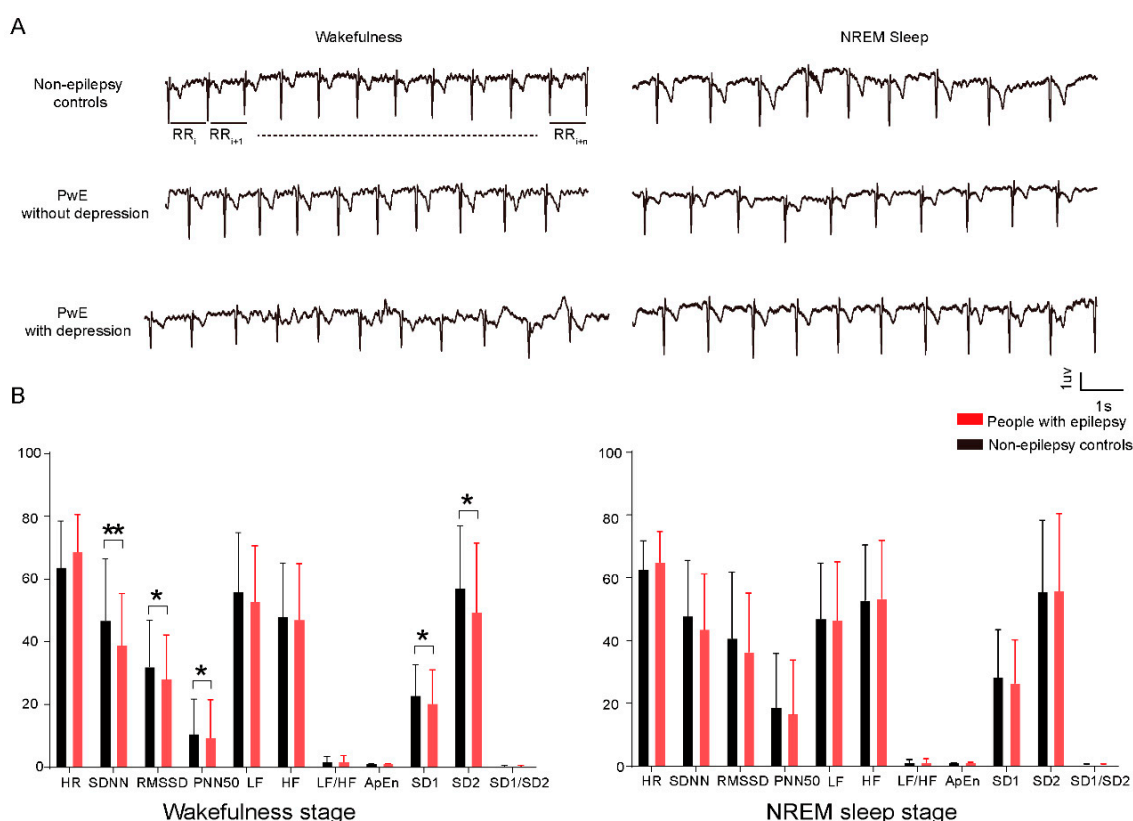 A
Wakefulness
NREM Sleep
Non-epilepsy
controls
RRi
RRi+1
RRi+n
PwE
without depression
PwE
with depression
1uv
1s
B
People with epilepsy
Non-epilepsy controls
100
80
60
40
20
0
**
*
*
*
*
HR SDNN RMSSD PNN50 LF HF LF/HF ApEn SD1 SD2 SD1/SD2
Wakefulness stage
100
80
60
40
20
0
HR SDNN RMSSD PNN50 LF HF LF/HF ApEn SD1 SD2 SD1/SD2
NREM sleep stage